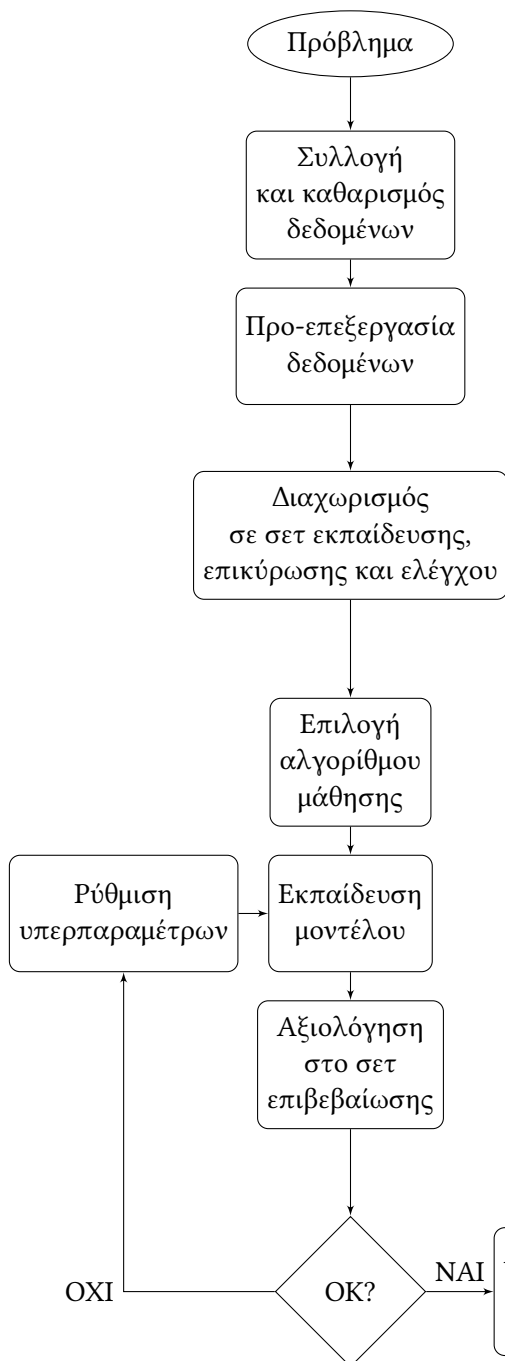 Πρόβλημα
Συλλογή
και καθαρισμός
δεδομένων
Προ-επεξεργασία
δεδομένων
Διαχωρισμός
σε σετ εκπαίδευσης,
επικύρωσης και ελέγχου
Επιλογή
αλγορίθμου
μάθησης
Ρύθμιση
υπερπαραμέτρων
Εκπαίδευση
μοντέλου
Αξιολόγηση
στο σετ
επιβεβαίωσης
ΟΧΙ
OK?
ΝΑΙ